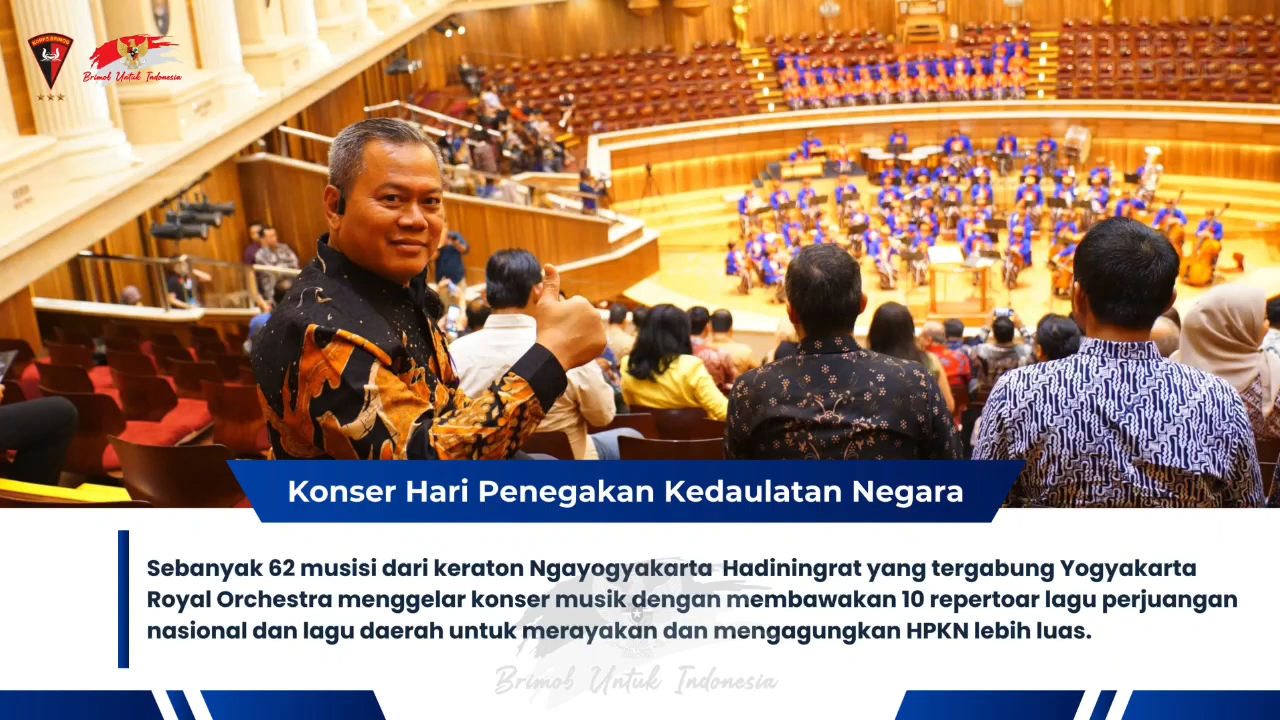 KORPS BRIMOB
Brimob Untuk Indonesia
Konser Hari Penegakan Kedaulatan Negara
Sebanyak 62 musisi dari keraton Ngayogyakarta Hadiningrat yang tergabung Yogyakarta
Royal Orchestra menggelar konser musik dengan membawakan 10 repertoar lagu perjuangan
nasional dan lagu daerah untuk merayakan dan mengagungkan HPKN lebih luas.
Brimob Untuk Indonesia